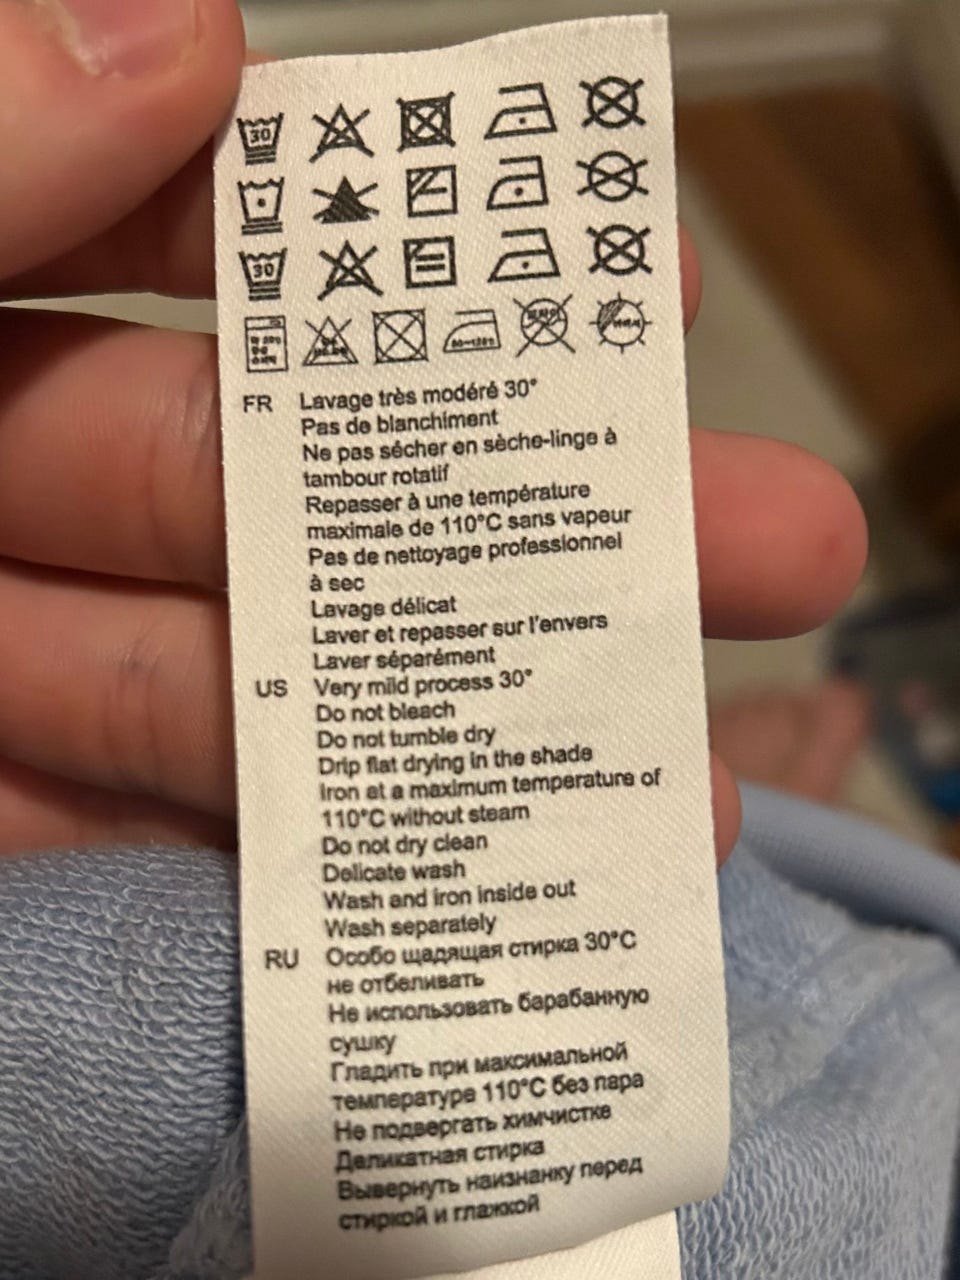 30
30
FR Lavage très modéré 30°
Pas de blanchiment
Ne pas sécher en sèche-linge à
tambour rotatif
Repasser à une température
maximale de 110°C sans vapeur
Pas de nettoyage professionnel
à sec
Lavage délicat
Laver et repasser sur l'envers
Laver séparément
US Very mild process 30°
Do not bleach
Do not tumble dry
Drip flat drying in the shade
Iron at a maximum temperature of
110°C without steam
Do not dry clean
Delicate wash
Wash and iron inside out
Wash separately
RU Особо щадящая стирка 30°C
не отбеливать
Не использовать барабанную
сушку
Гладить при максимальной
температуре 110°C без пара
Не подвергать химчистке
Деликатная стирка
Вывернуть наизнанку перед
стиркой и глажкой